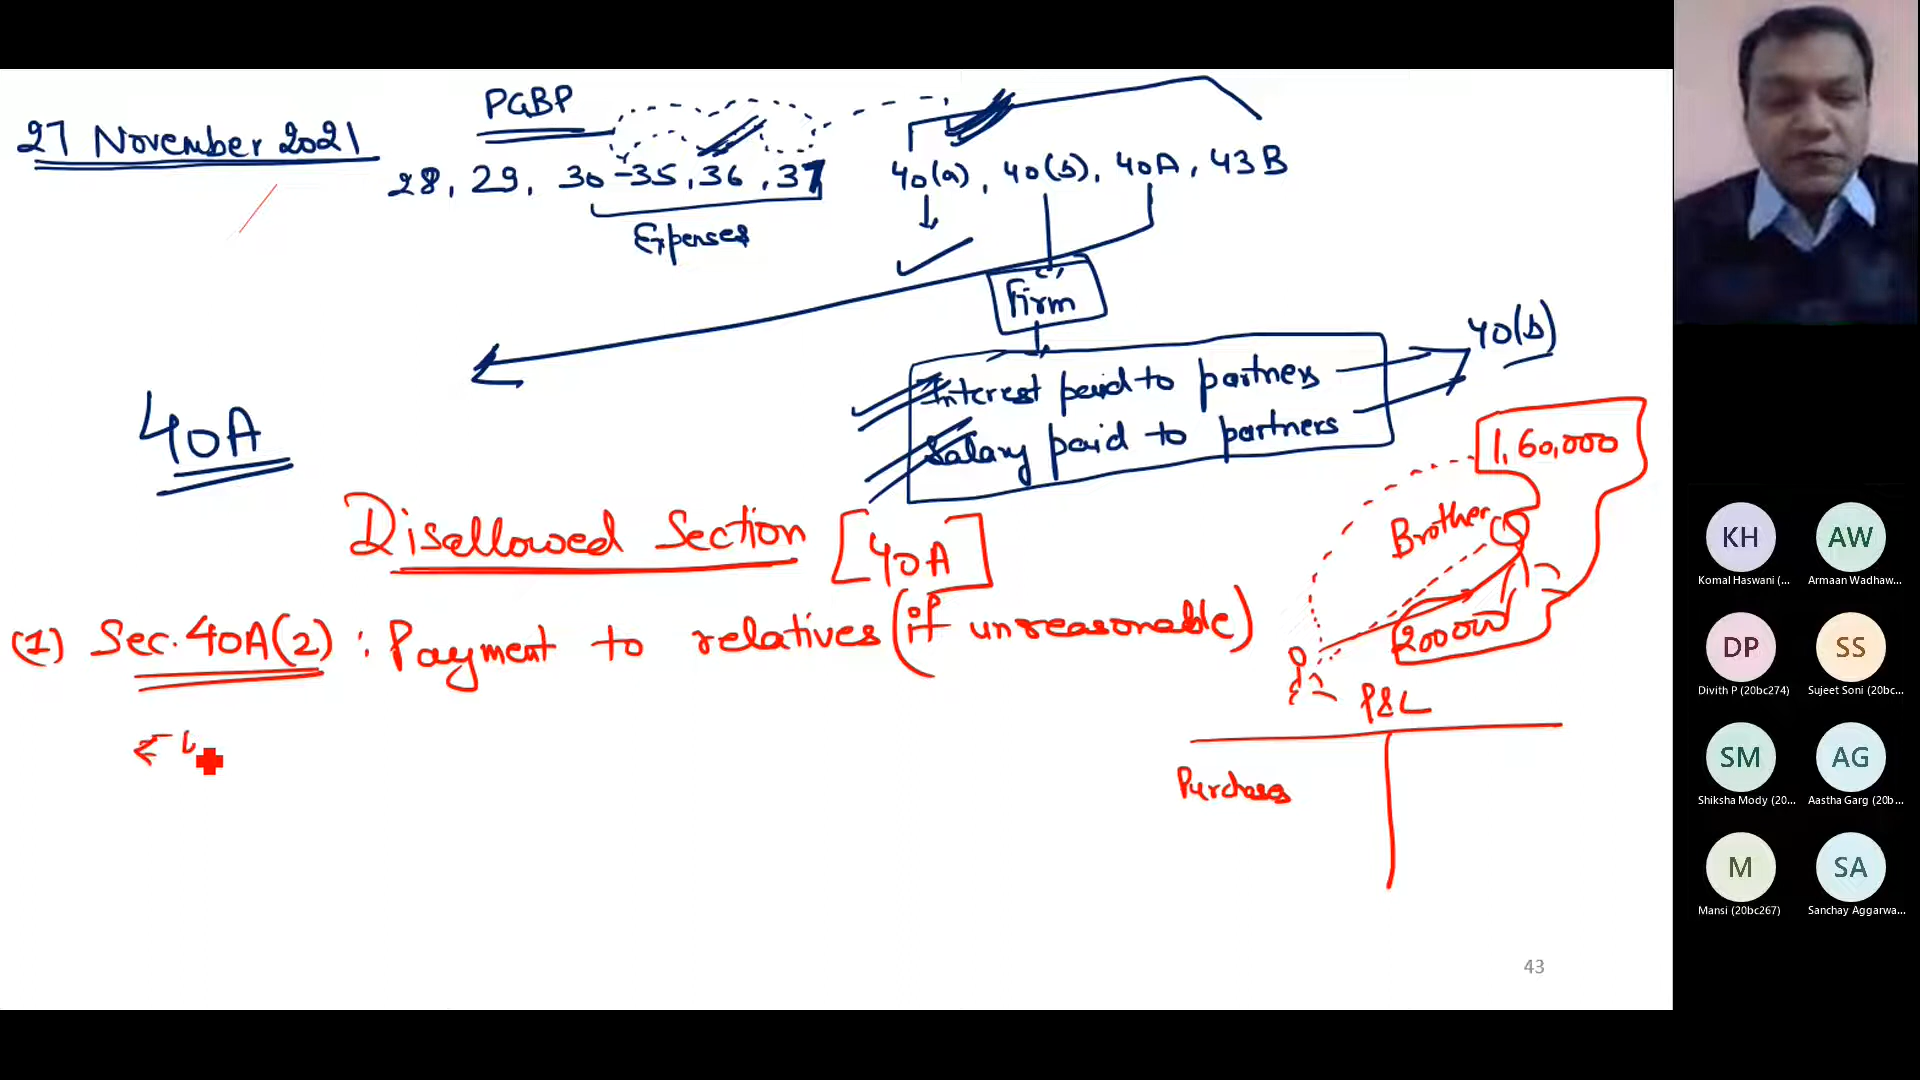 27 November 2021
PGBP
28, 29, 30-35, 36, 37
40(a), 40(b), 40A, 43B
Expenses
Firm
40(b)
Interest paid to partners
Salary paid to partners
40A
1,60,000
Disallowed Section [40A]
Brother
(1) Sec. 40A(2) : Payment to relatives (if unreasonable)
200000
P&L
Purchases
43
KH
AW
Komal Haswani (...
Armaan Wadhaw...
DP
SS
Divith P (20bc274)
Sujeet Soni (20bc...
SM
AG
Shiksha Mody (20...
Aastha Garg (20b...
M
SA
Mansi (20bc267)
Sanchay Aggarwa...